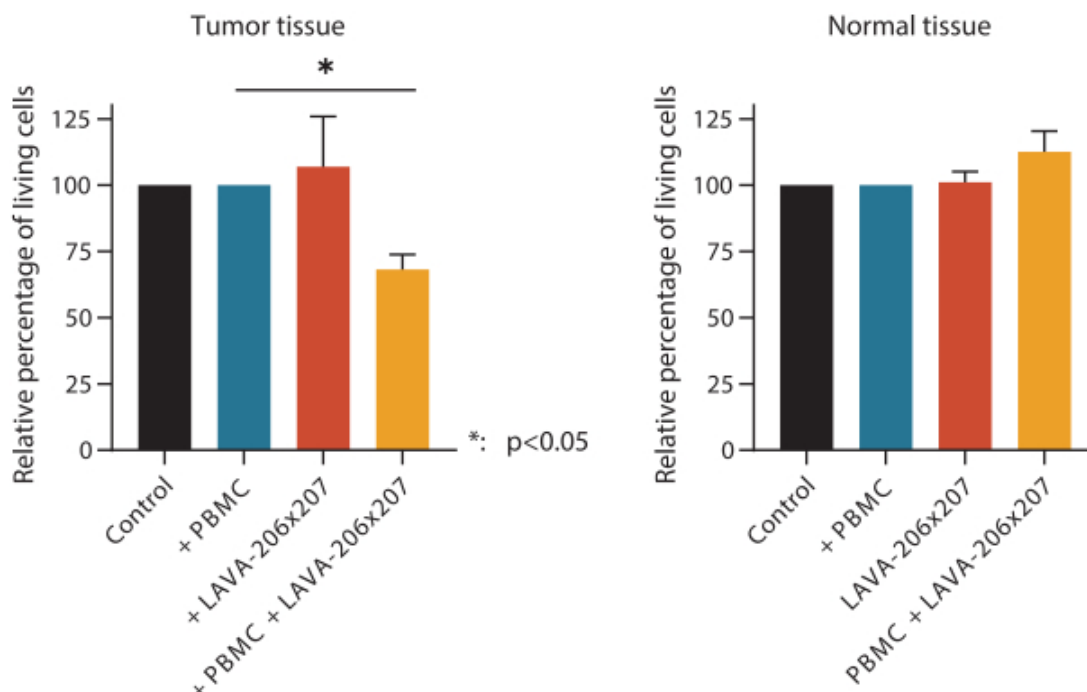 Tumor tissue
*
Relative percentage of living cells
125
100
75
50
25
0
*: p<0.05
Control
+ PBMC
+ LAVA-206x207
+ PBMC + LAVA-206x207
Normal tissue
Relative percentage of living cells
125
100
75
50
25
0
Control
+ PBMC
LAVA-206x207
PBMC + LAVA-206x207